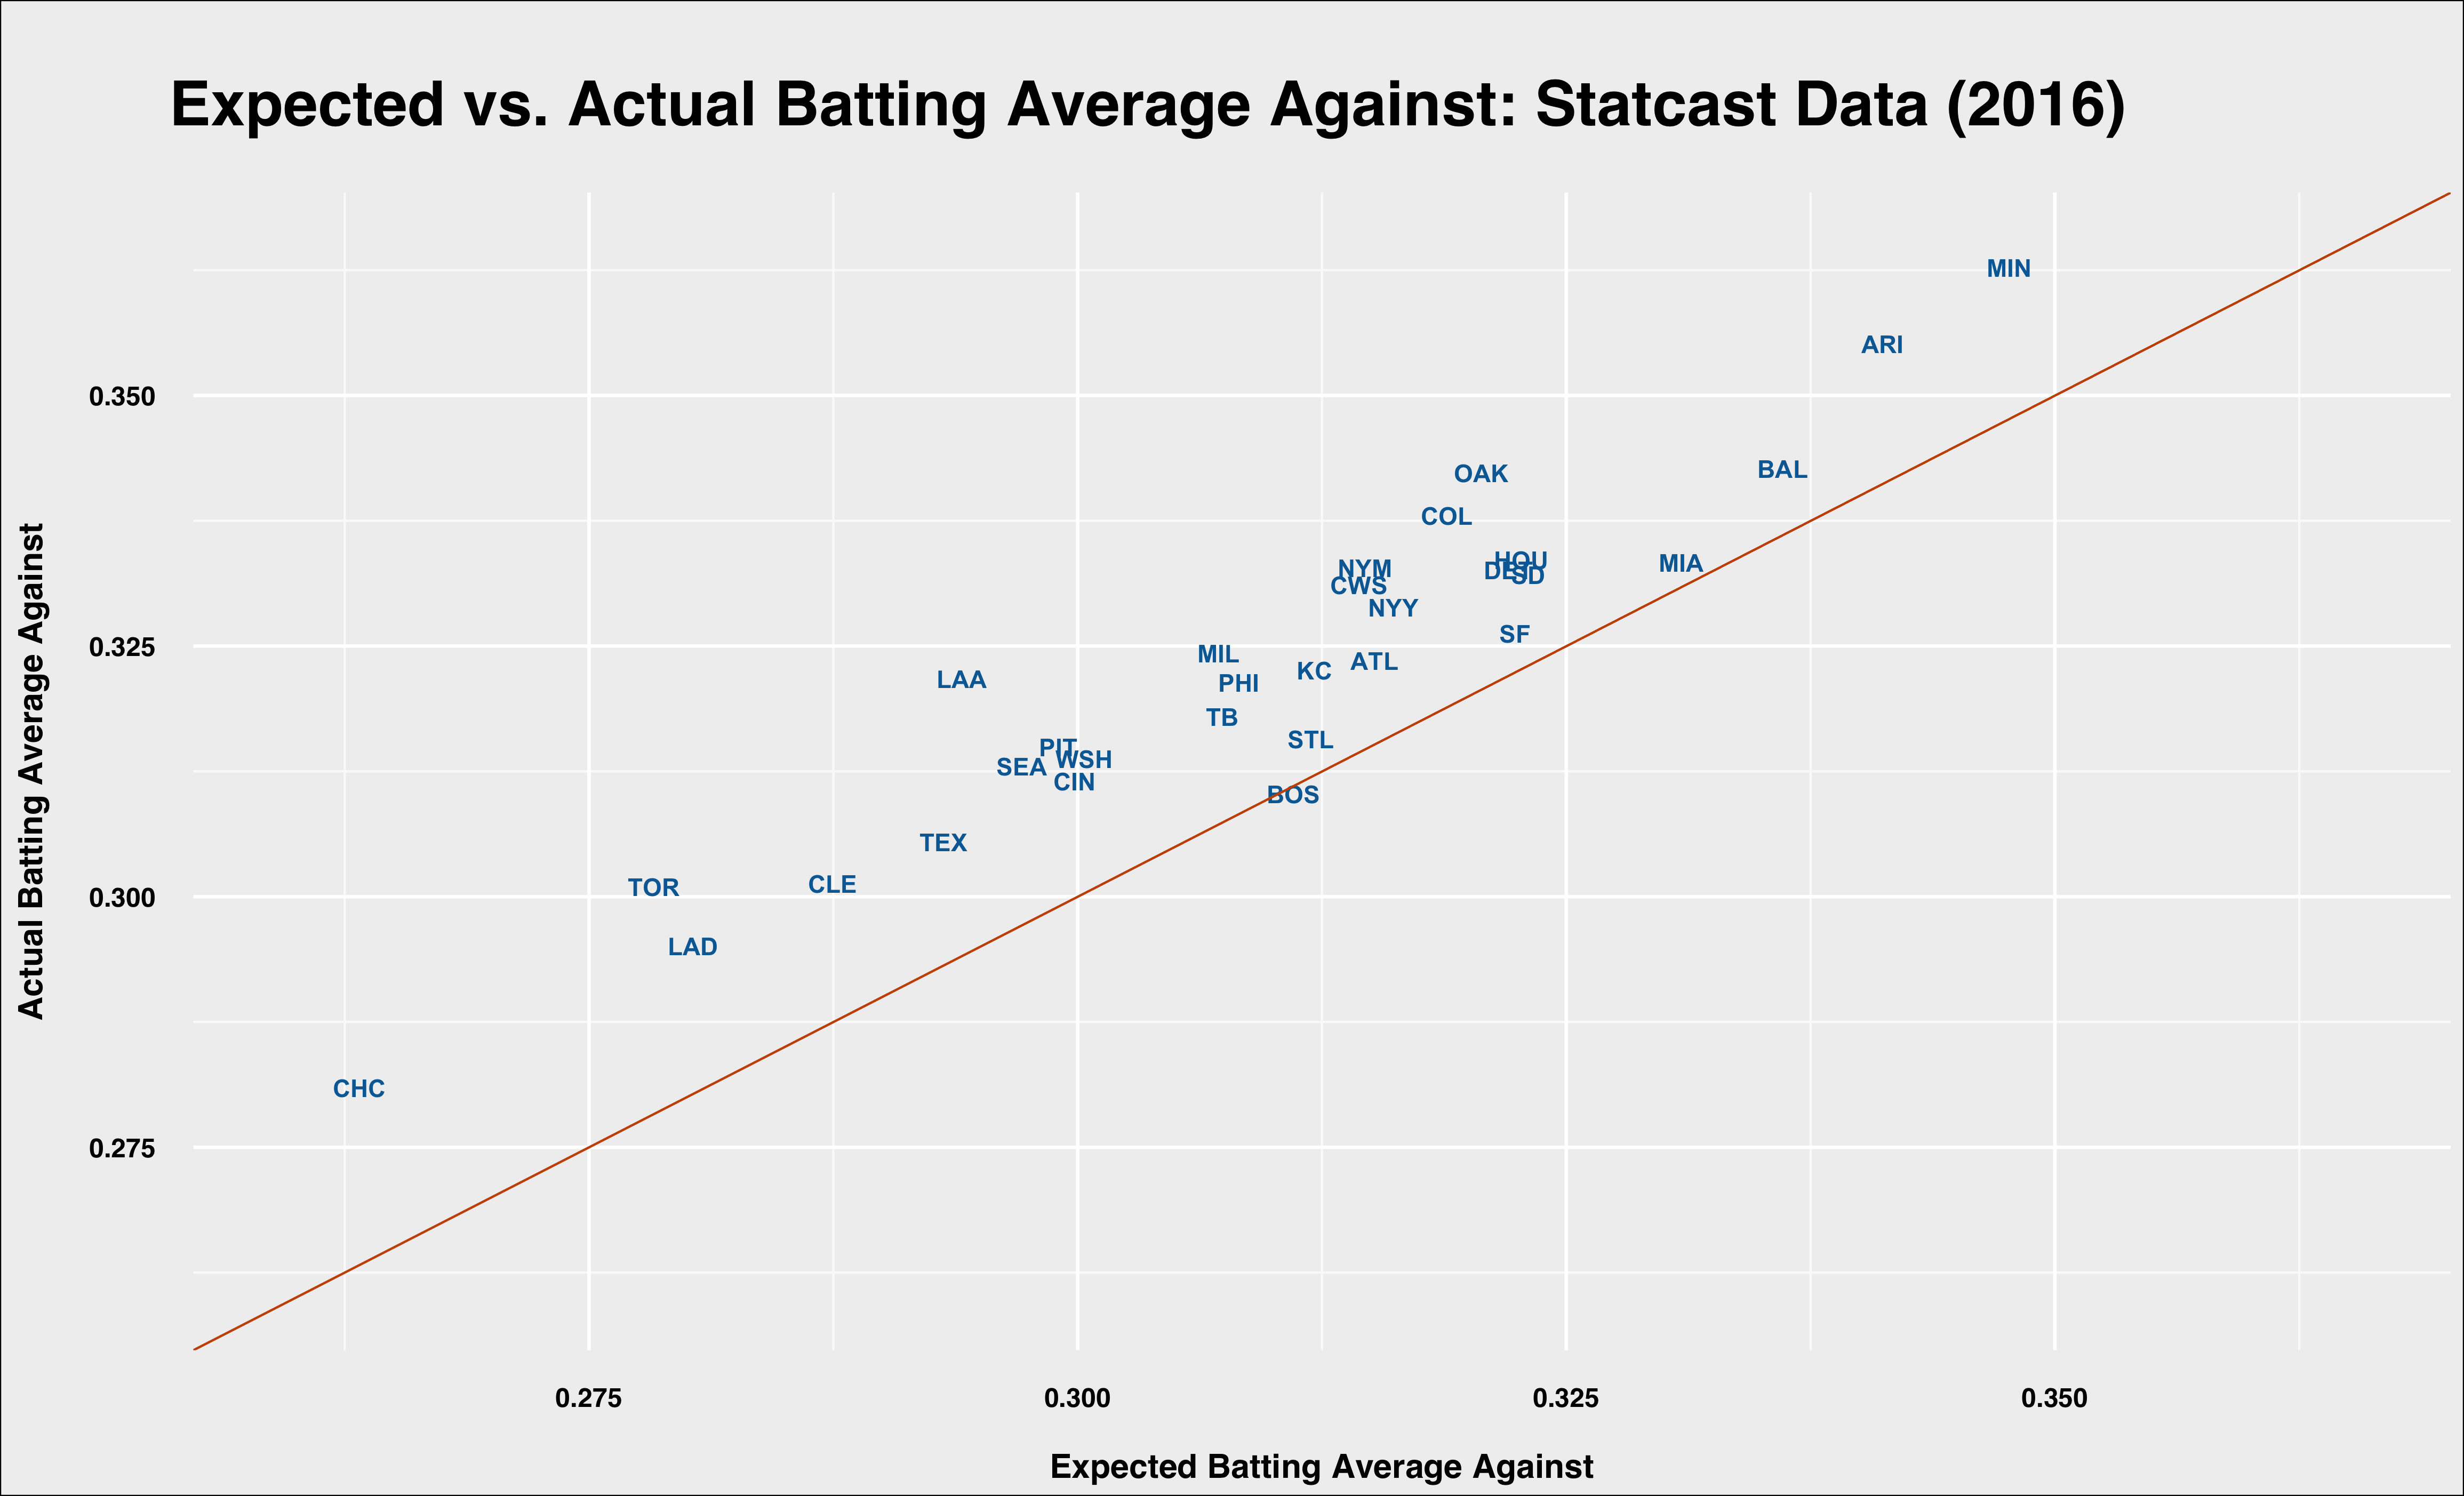 Expected vs. Actual Batting Average Against: Statcast Data (2016)
Actual Batting Average Against
0.350
0.325
0.300
0.275
MIN
ARI
BAL
OAK
COL
HOU
MIA
NYM
DET
SD
CWS
NYY
SF
MIL
ATL
KC
LAA
PHI
TB
STL
PIT
WSH
SEA
CIN
BOS
TEX
CLE
TOR
LAD
CHC
0.275 0.300 0.325 0.350
Expected Batting Average Against